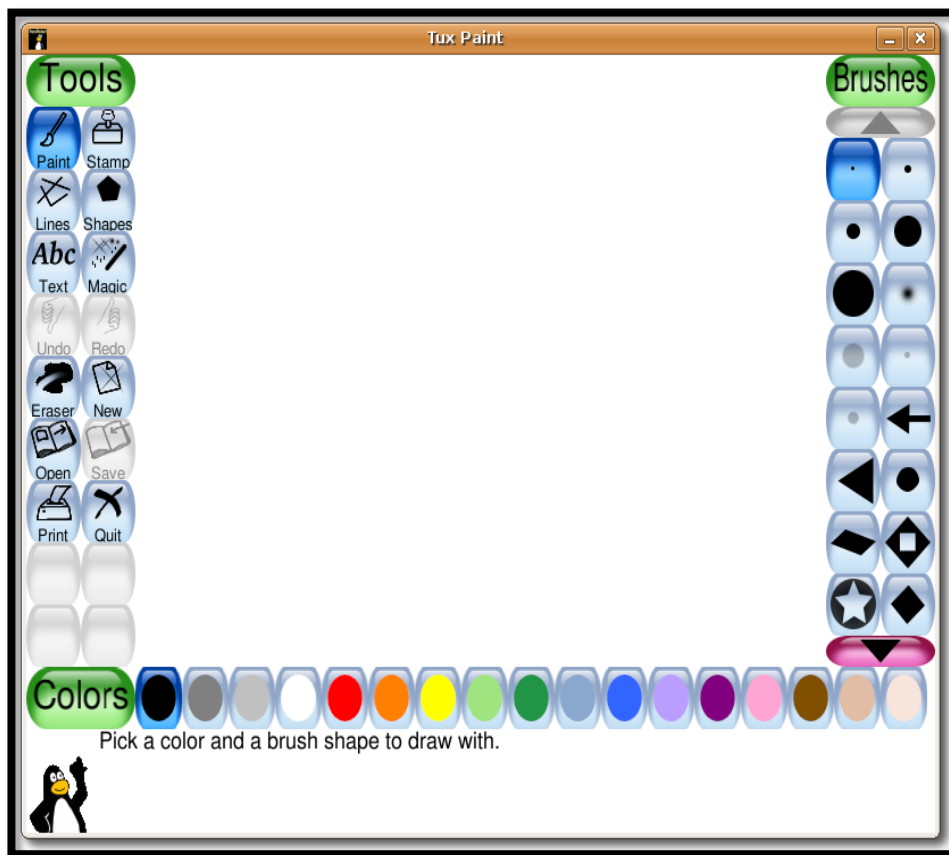 Tux Paint
Tools
Brushes
Paint Stamp
Lines Shapes
Abc
Text Magic
Undo Redo
Eraser New
Open Save
Print Quit
Colors
Pick a color and a brush shape to draw with.